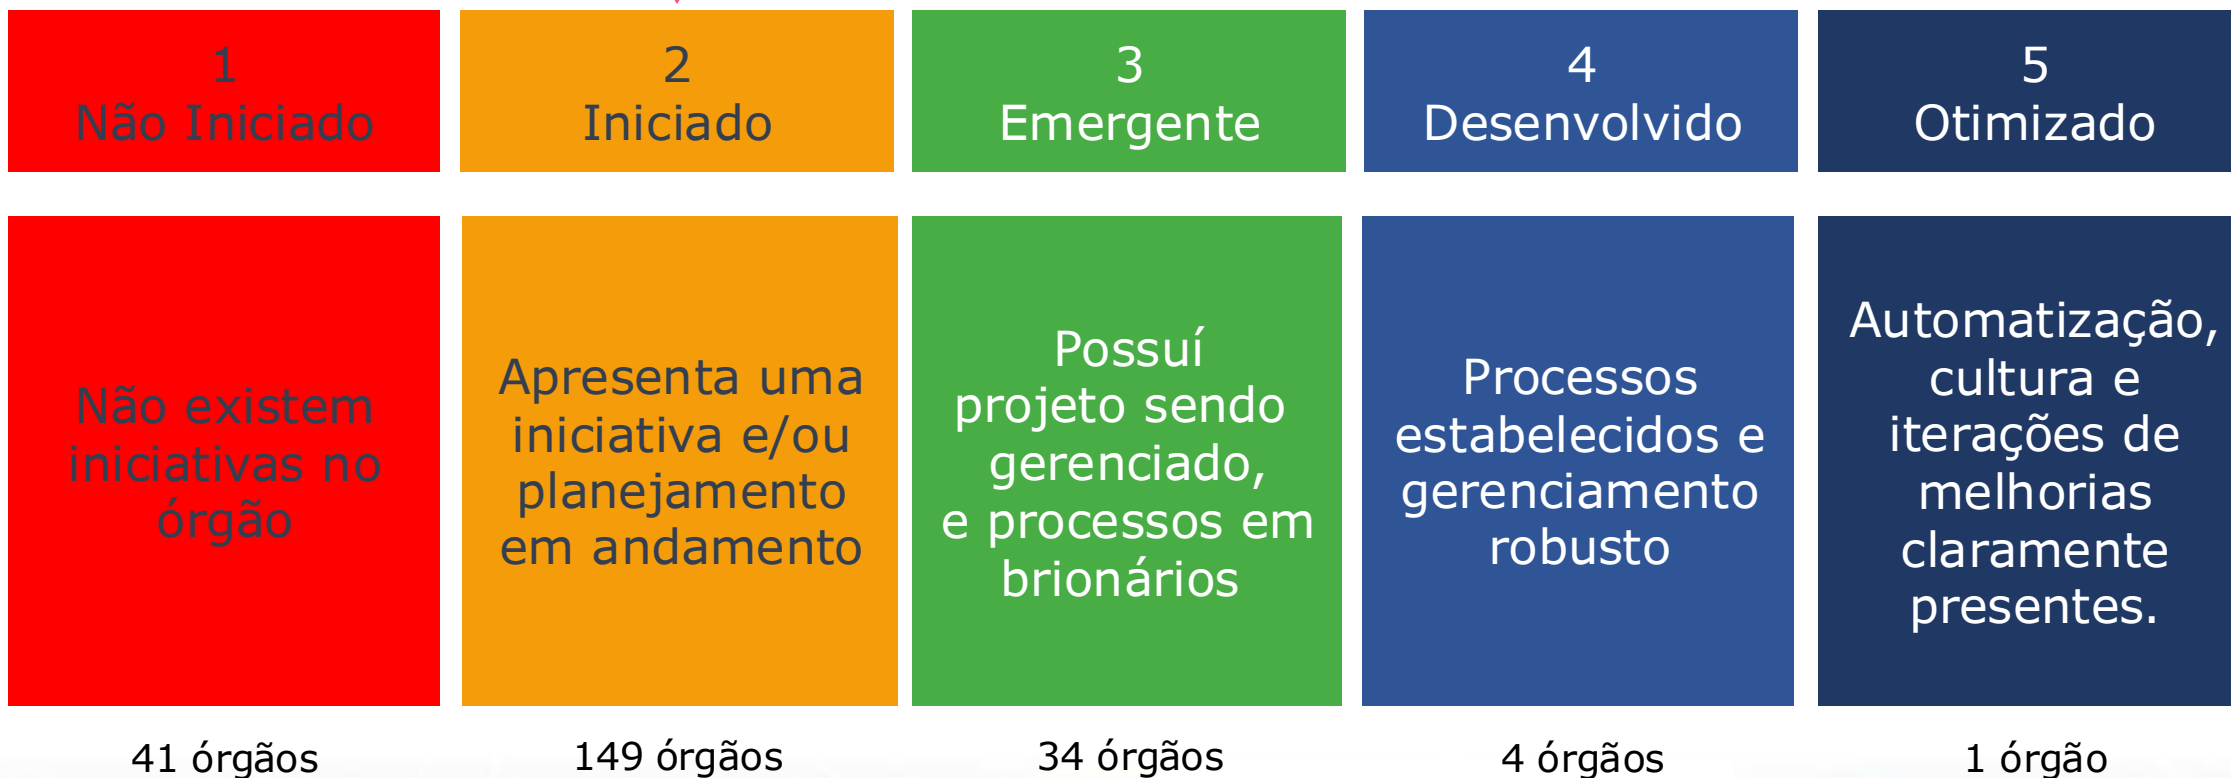 1
Não Iniciado
2
Iniciado
3
Emergente
4
Desenvolvido
5
Otimizado
Não existem
iniciativas no
órgão
Apresenta uma
iniciativa e/ou
planejamento
em andamento
Possuí
projeto sendo
gerenciado,
e processos em
brionários
Processos
estabelecidos e
gerenciamento
robusto
Automatização,
cultura e
iterações de
melhorias
claramente
presentes.
41 órgãos
149 órgãos
34 órgãos
4 órgãos
1 órgão